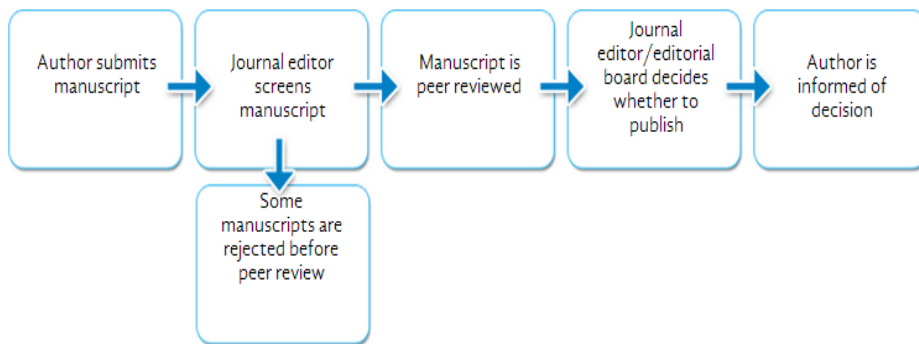 Author submits
manuscript
Journal editor
screens
manuscript
Manuscript is
peer reviewed
Journal
editor/editorial
board decides
whether to
publish
Author is
informed of
decision
Some
manuscripts are
rejected before
peer review